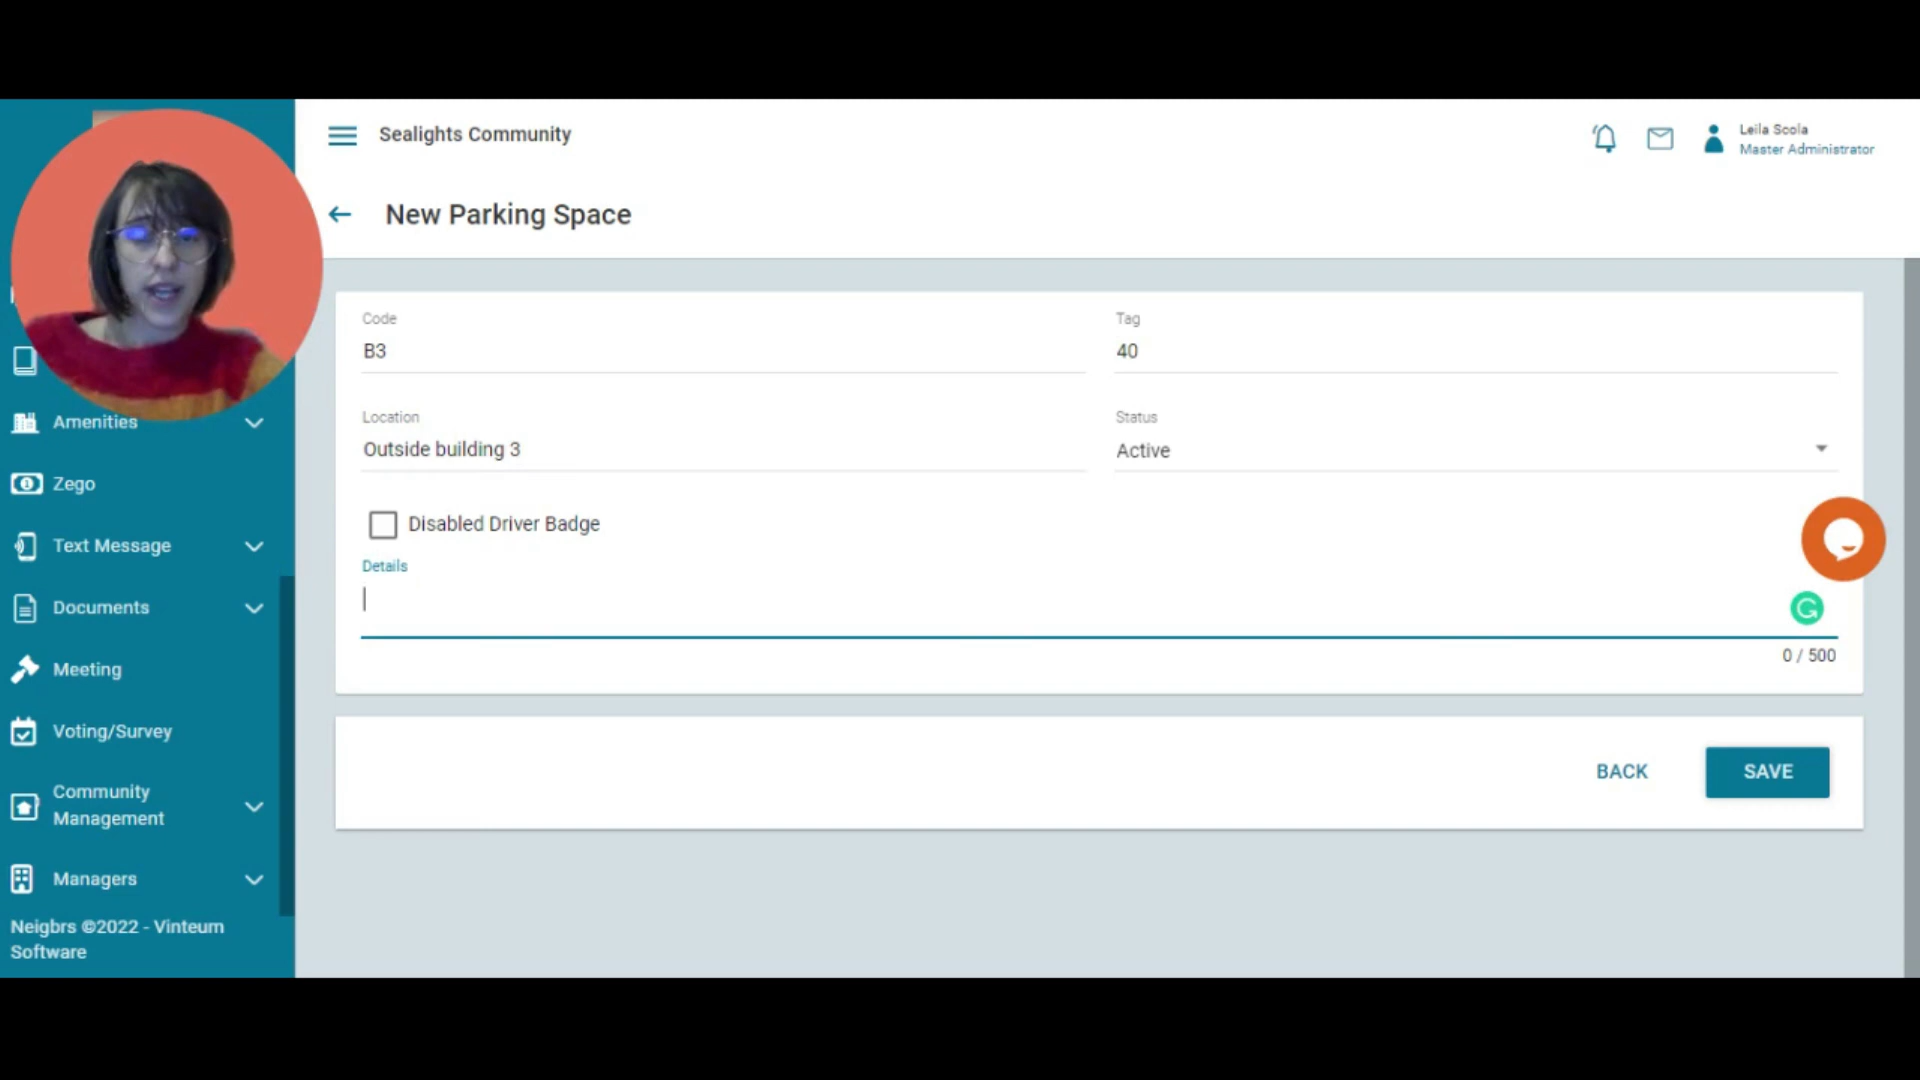 Sealights Community
Leila Scola
Master Administrator
New Parking Space
Code
B3
Tag
40
Location
Outside building 3
Status
Active
Disabled Driver Badge
Details
0 / 500
BACK
SAVE
Amenities
Zego
Text Message
Documents
Meeting
Voting/Survey
Community
Management
Managers
Neigbrs ©2022 - Vinteum
Software